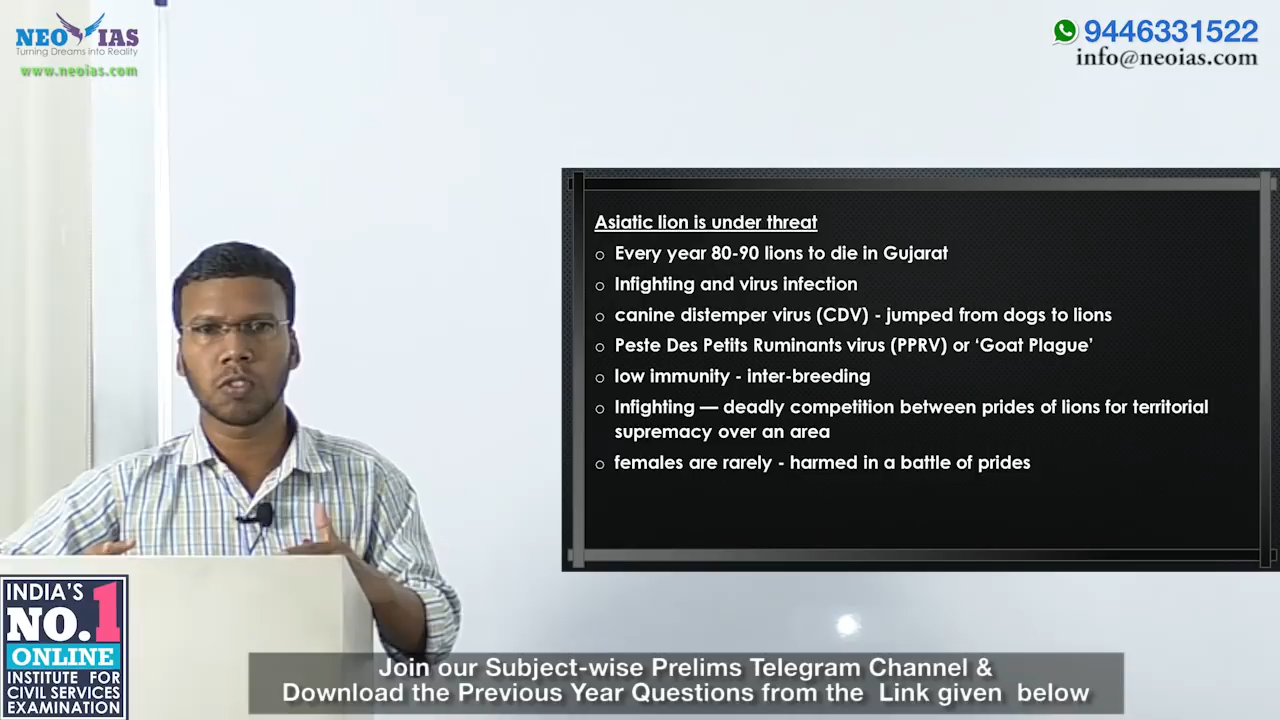 NEO IAS
Turning Dreams into Reality
www.neoias.com
9446331522
info@neoias.com
Asiatic lion is under threat
Every year 80-90 lions to die in Gujarat
Infighting and virus infection
canine distemper virus (CDV) - jumped from dogs to lions
Peste Des Petits Ruminants virus (PPRV) or ‘Goat Plague’
low immunity - inter-breeding
Infighting — deadly competition between prides of lions for territorial
supremacy over an area
females are rarely - harmed in a battle of prides
INDIA'S
NO.1
ONLINE
INSTITUTE FOR
CIVIL SERVICES
EXAMINATION
Join our Subject-wise Prelims Telegram Channel &
Download the Previous Year Questions from the Link given below